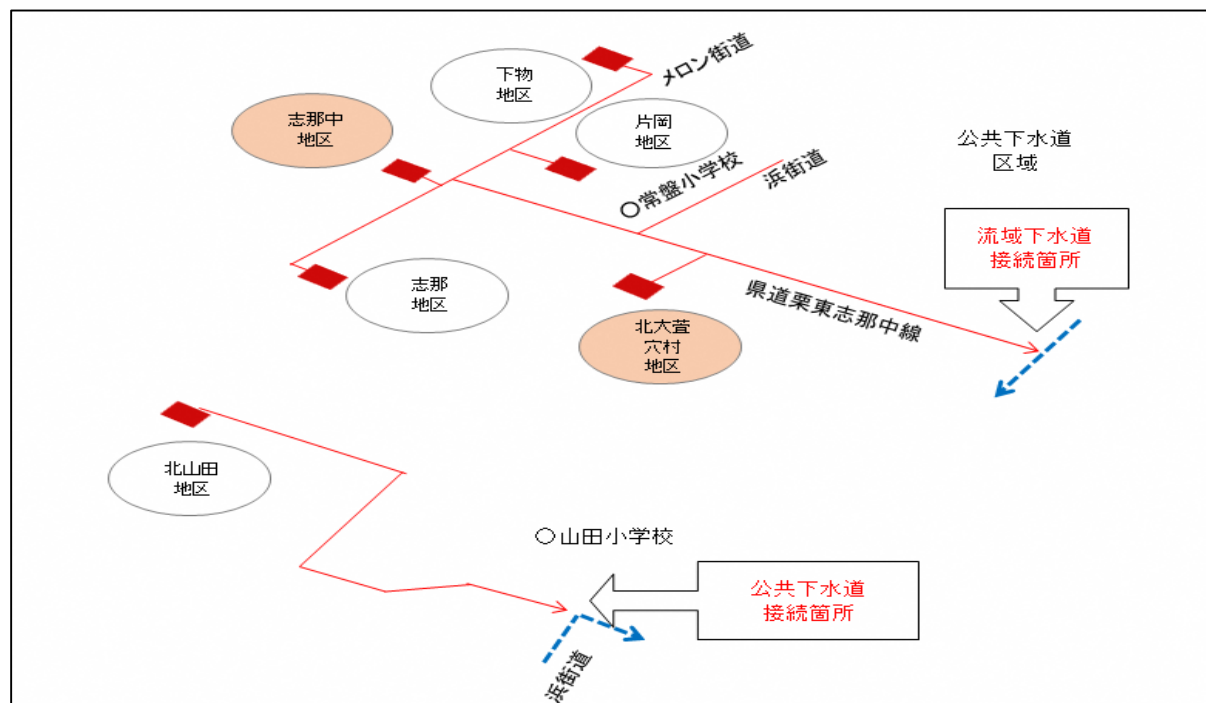 下物
地区
メロン街道
志那中
地区
片岡
地区
公共下水道
区域
○常盤小学校
浜街道
流域下水道
接続箇所
志那
地区
県道栗東志那中線
北大萱
穴村
地区
北山田
地区
○山田小学校
公共下水道
接続箇所
浜街道